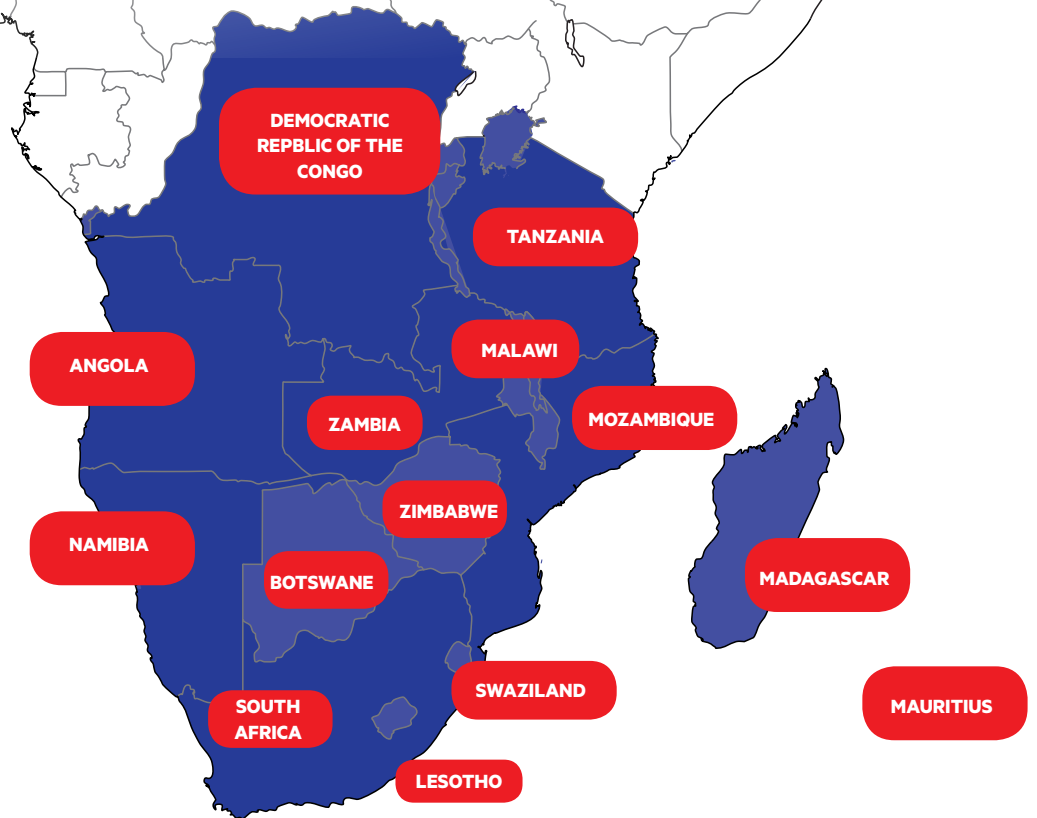 DEMOCRATIC
REPBLIC OF THE
CONGO
TANZANIA
MALAWI
ANGOLA
MOZAMBIQUE
ZAMBIA
ZIMBABWE
NAMIBIA
BOTSWANE
MADAGASCAR
SWAZILAND
SOUTH
AFRICA
MAURITIUS
LESOTHO